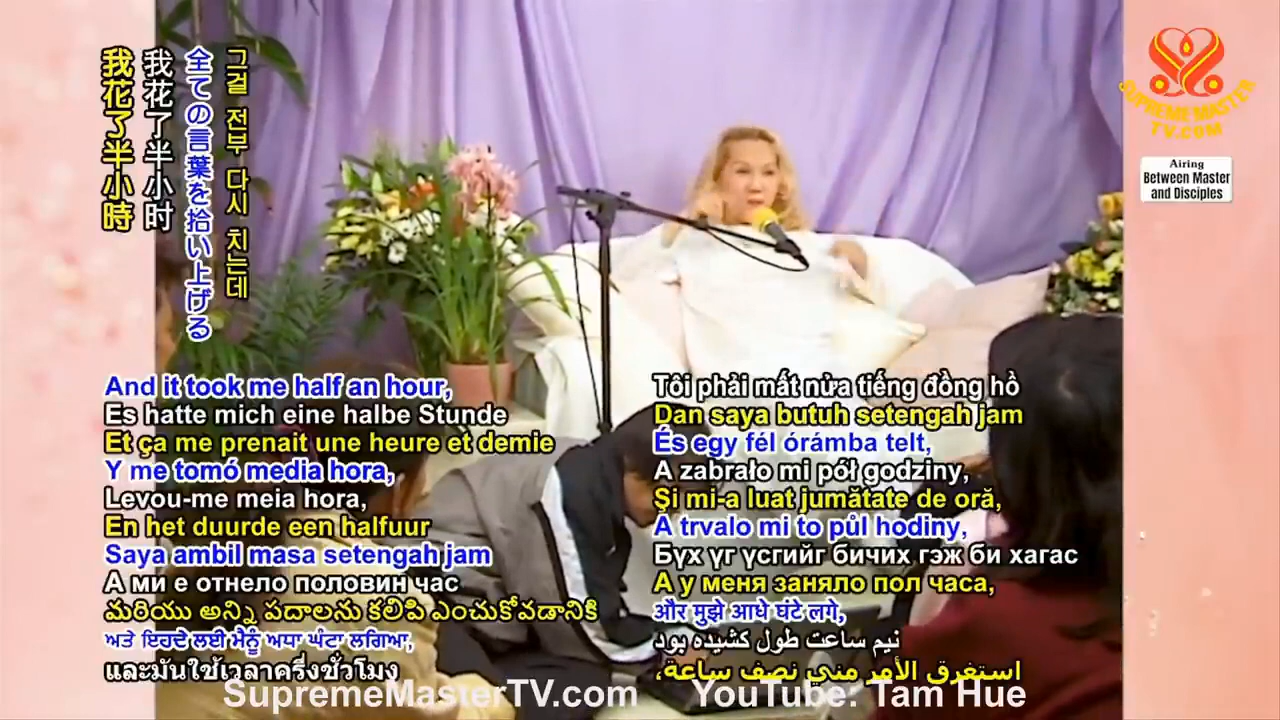 我花了半小時
我花了半小时
全ての言葉を拾い上げる
그걸 전부 다시 치는데
SUPREME MASTER
TV.COM
Airing
Between Master
and Disciples
And it took me half an hour,
Es hatte mich eine halbe Stunde
Et ça me prenait une heure et demie
Y me tomó media hora,
Levou-me meia hora,
En het duurde een halfuur
Saya ambil masa setengah jam
А ми е отнело половин час
మరియు అన్ని పదాలను కలిపి ఎంచుకోవడానికి
ਅਤੇ ਇਹਦੇ ਲਈ ਮੈਨੂੰ ਅਧਾ ਘੰਟਾ ਲਗਿਆ,
และมันใช้เวลาครึ่งชั่วโมง
Tôi phải mất nửa tiếng đồng hồ
Dan saya butuh setengah jam
És egy fél órámba telt,
A zabrało mi pół godziny,
Şi mi-a luat jumătate de oră,
A trvalo mi to půl hodiny,
Бүх үг үсгийг бичих гэж би хагас
А у меня заняло пол часа,
और मुझे आधे घंटे लगे,
نیم ساعت طول کشیده بود
استغرق الأمر مني نصف ساعة،
SupremeMasterTV.com
YouTube: Tam Hue